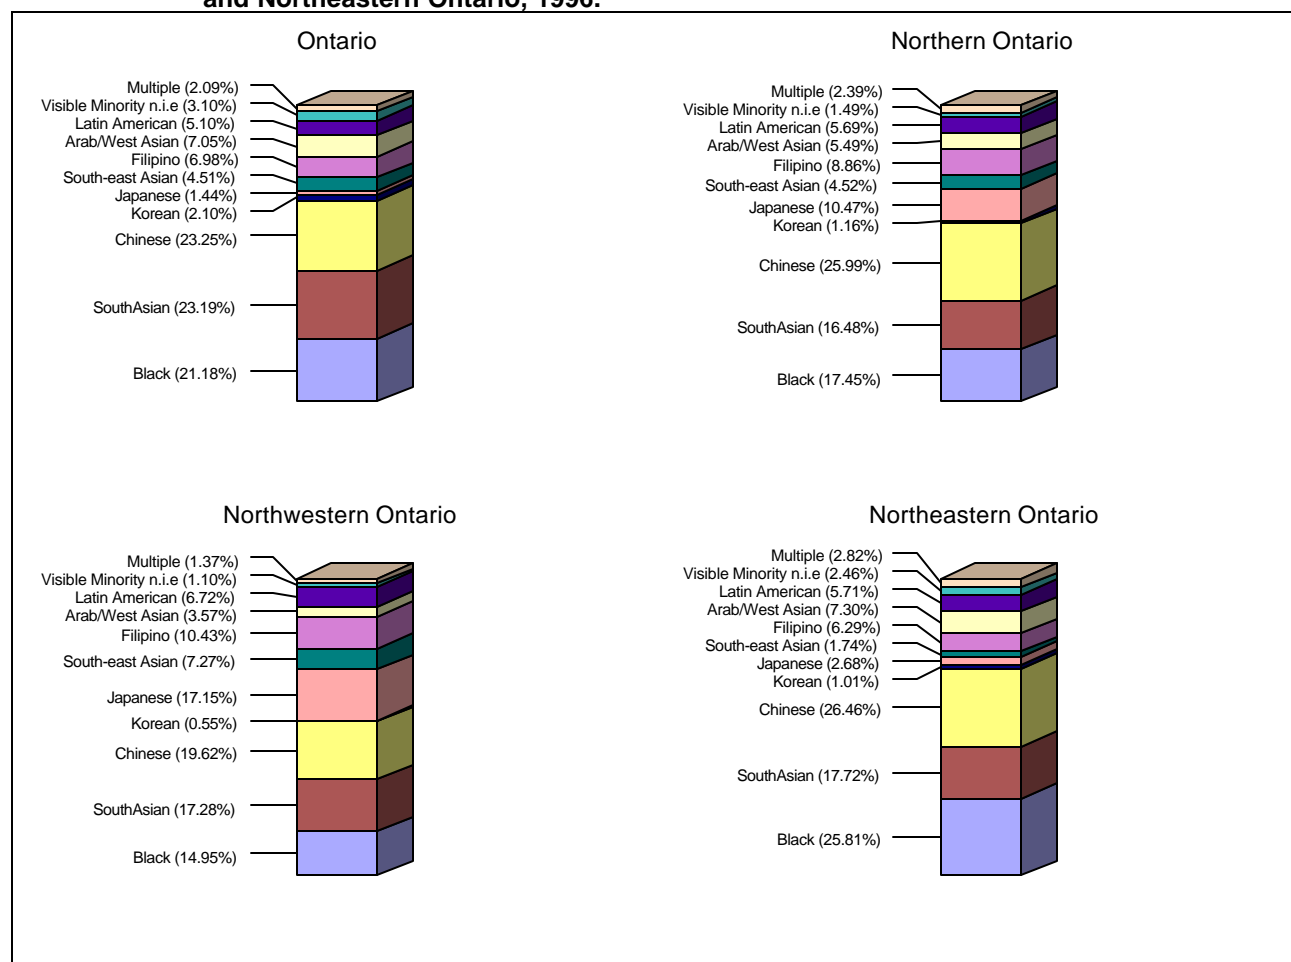 and Northeastern Ontario, 1996.
Ontario
Multiple (2.09%)
Visible Minority n.i.e (3.10%)
Latin American (5.10%)
Arab/West Asian (7.05%)
Filipino (6.98%)
South-east Asian (4.51%)
Japanese (1.44%)
Korean (2.10%)
Chinese (23.25%)
SouthAsian (23.19%)
Black (21.18%)
Northern Ontario
Multiple (2.39%)
Visible Minority n.i.e (1.49%)
Latin American (5.69%)
Arab/West Asian (5.49%)
Filipino (8.86%)
South-east Asian (4.52%)
Japanese (10.47%)
Korean (1.16%)
Chinese (25.99%)
SouthAsian (16.48%)
Black (17.45%)
Northwestern Ontario
Multiple (1.37%)
Visible Minority n.i.e (1.10%)
Latin American (6.72%)
Arab/West Asian (3.57%)
Filipino (10.43%)
South-east Asian (7.27%)
Japanese (17.15%)
Korean (0.55%)
Chinese (19.62%)
SouthAsian (17.28%)
Black (14.95%)
Northeastern Ontario
Multiple (2.82%)
Visible Minority n.i.e (2.46%)
Latin American (5.71%)
Arab/West Asian (7.30%)
Filipino (6.29%)
South-east Asian (1.74%)
Japanese (2.68%)
Korean (1.01%)
Chinese (26.46%)
SouthAsian (17.72%)
Black (25.81%)